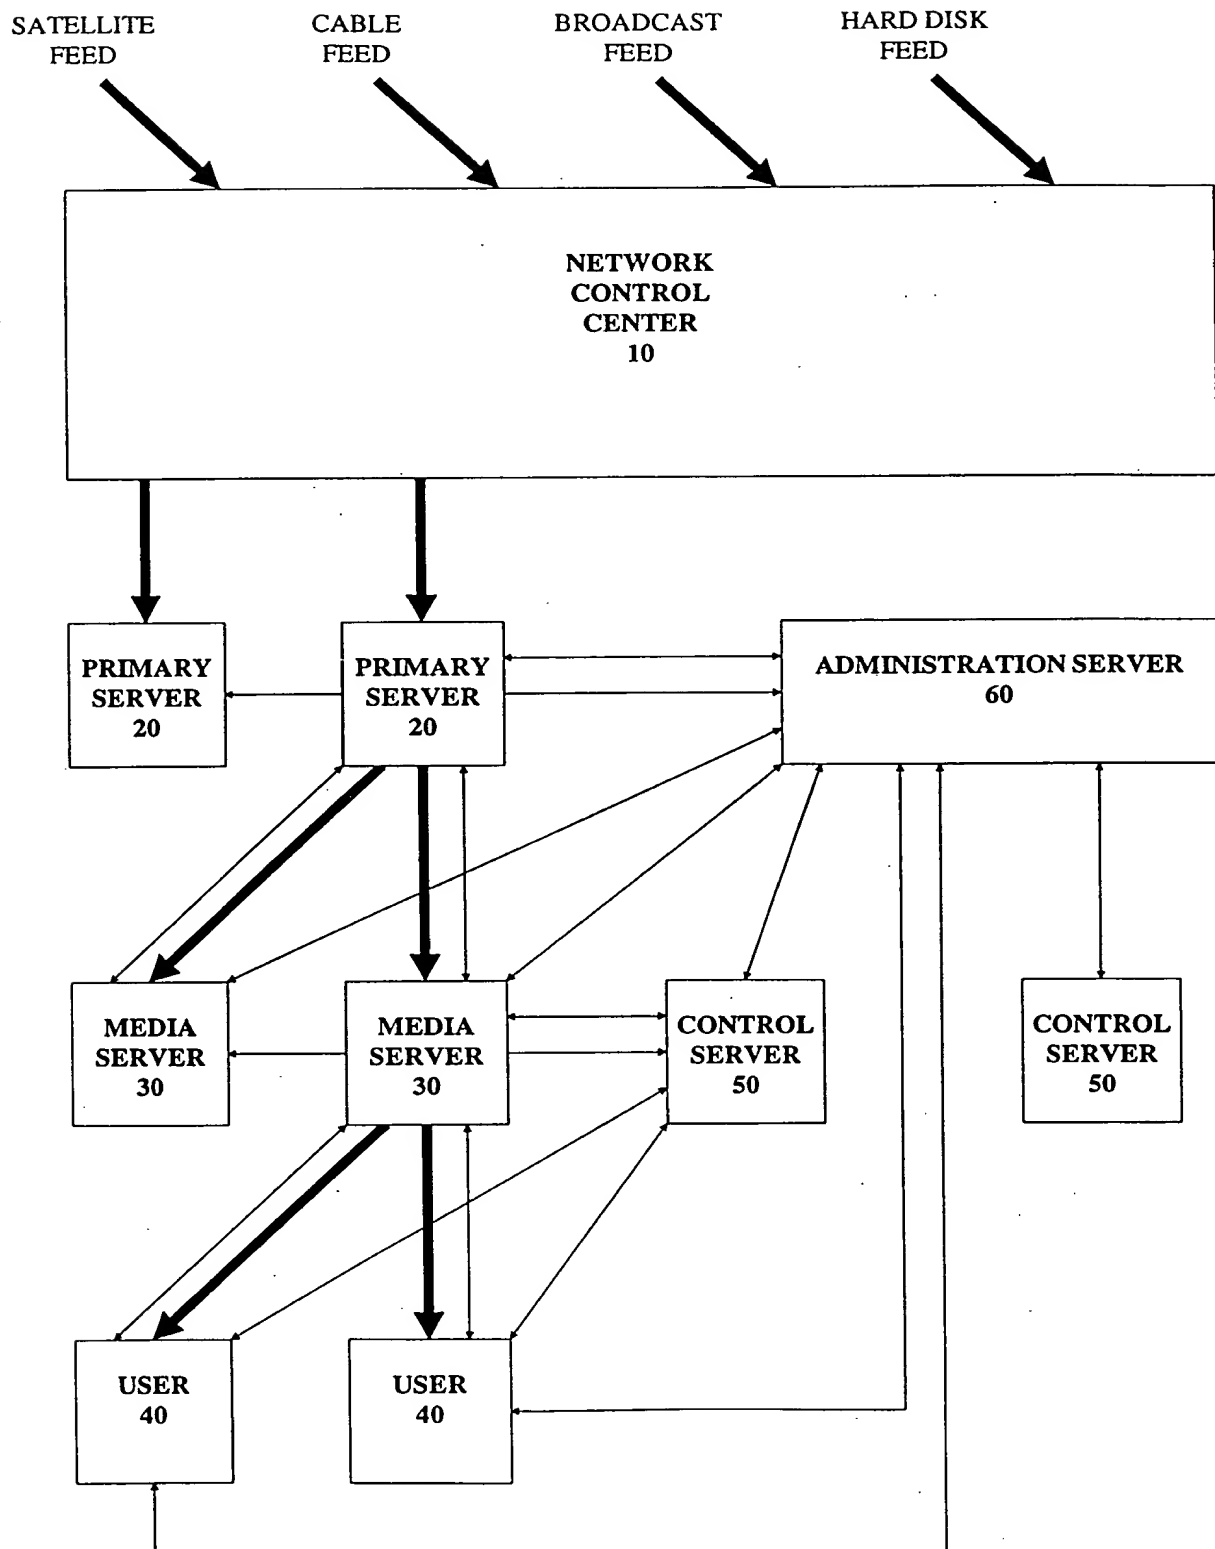 SATELLITE
FEED
CABLE
FEED
BROADCAST
FEED
HARD DISK
FEED
NETWORK
CONTROL
CENTER
10
PRIMARY
SERVER
20
PRIMARY
SERVER
20
ADMINISTRATION SERVER
60
MEDIA
SERVER
30
MEDIA
SERVER
30
CONTROL
SERVER
50
CONTROL
SERVER
50
USER
40
USER
40